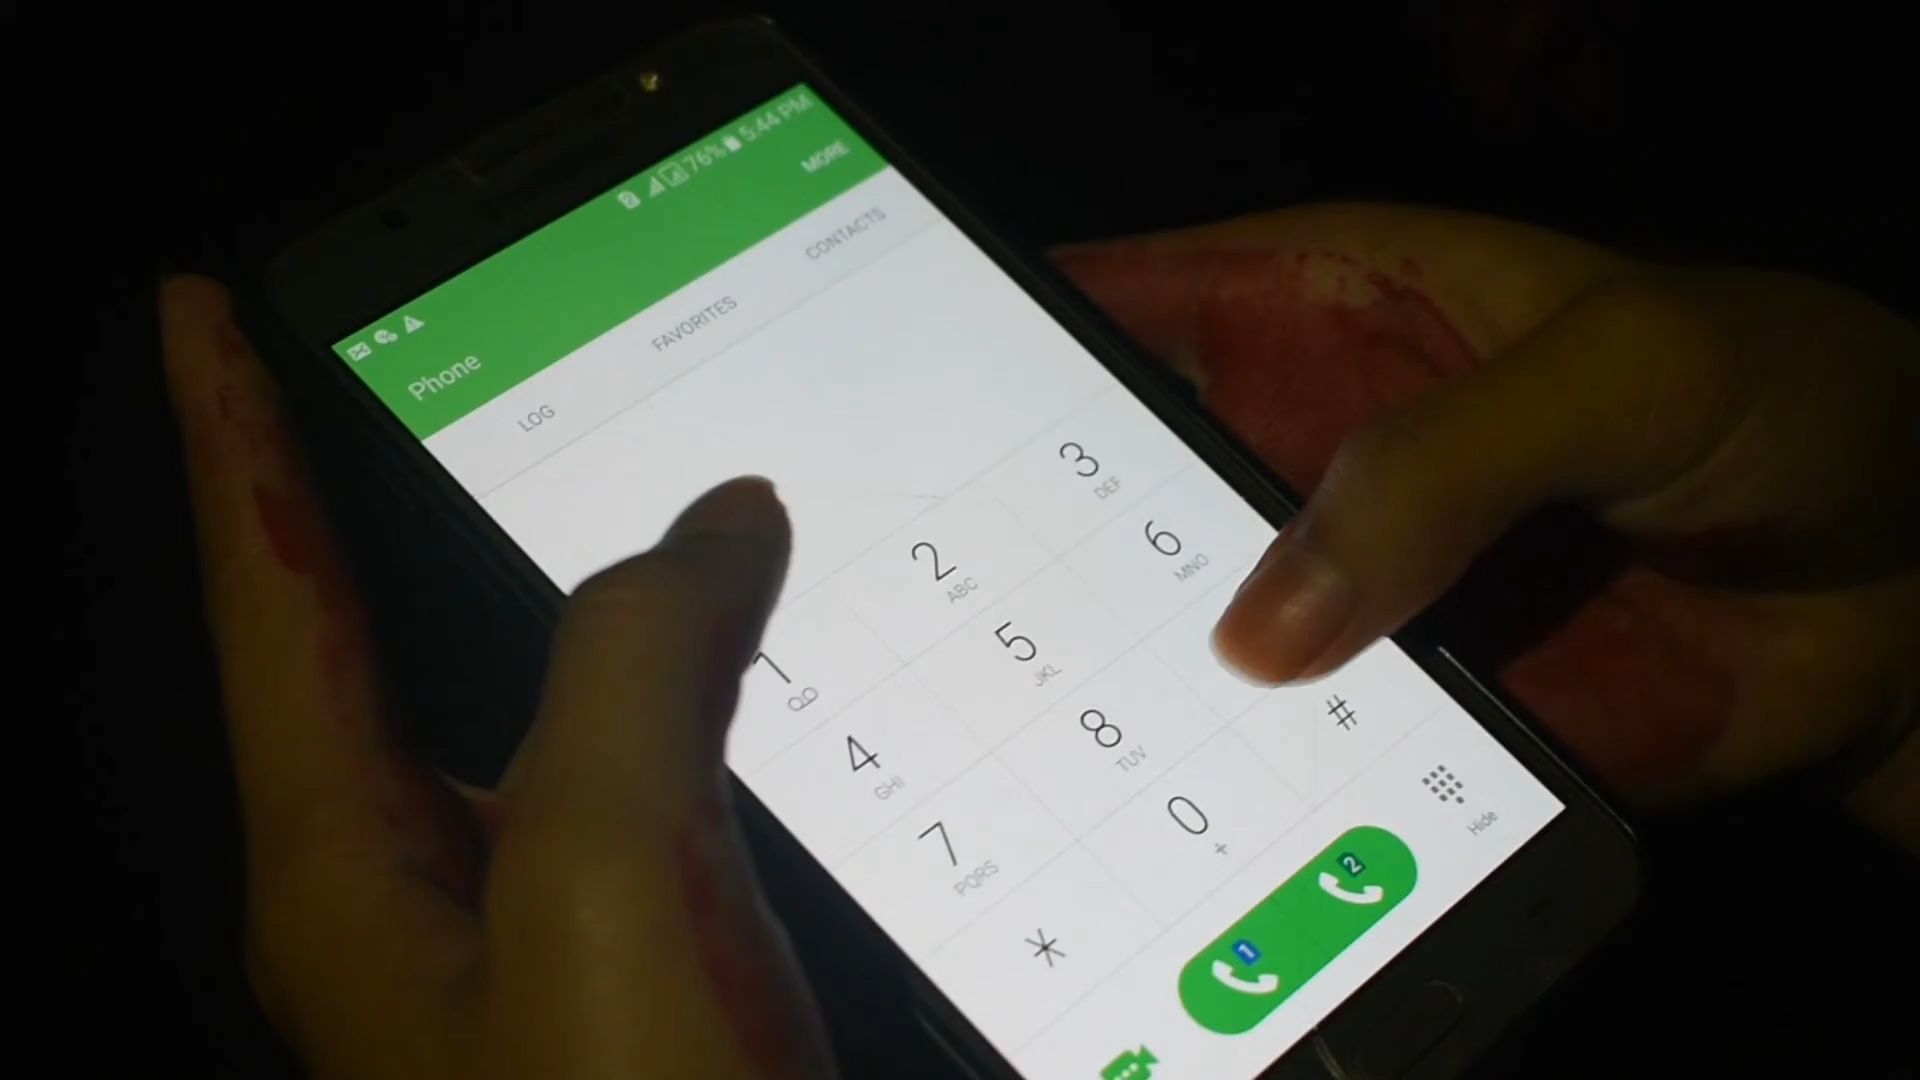 76% 5:44 PM
Phone
MORE
LOG
FAVORITES
CONTACTS
1
2 ABC
3 DEF
4 GHI
5 JKL
6 MNO
7 PQRS
8 TUV
*
0 +
#
1
2
Hide